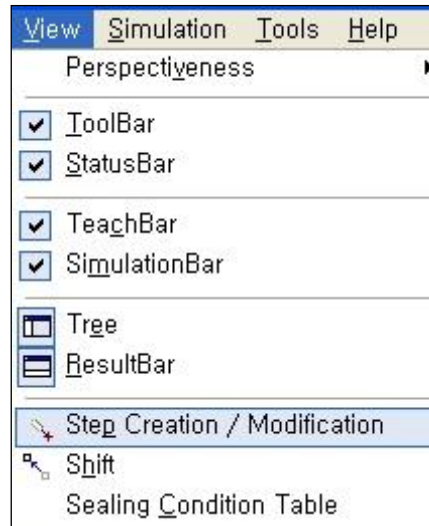 View Simulation Tools Help
Perspectiveness
ToolBar
StatusBar
TeachBar
SimulationBar
Tree
ResultBar
Step Creation / Modification
Shift
Sealing Condition Table